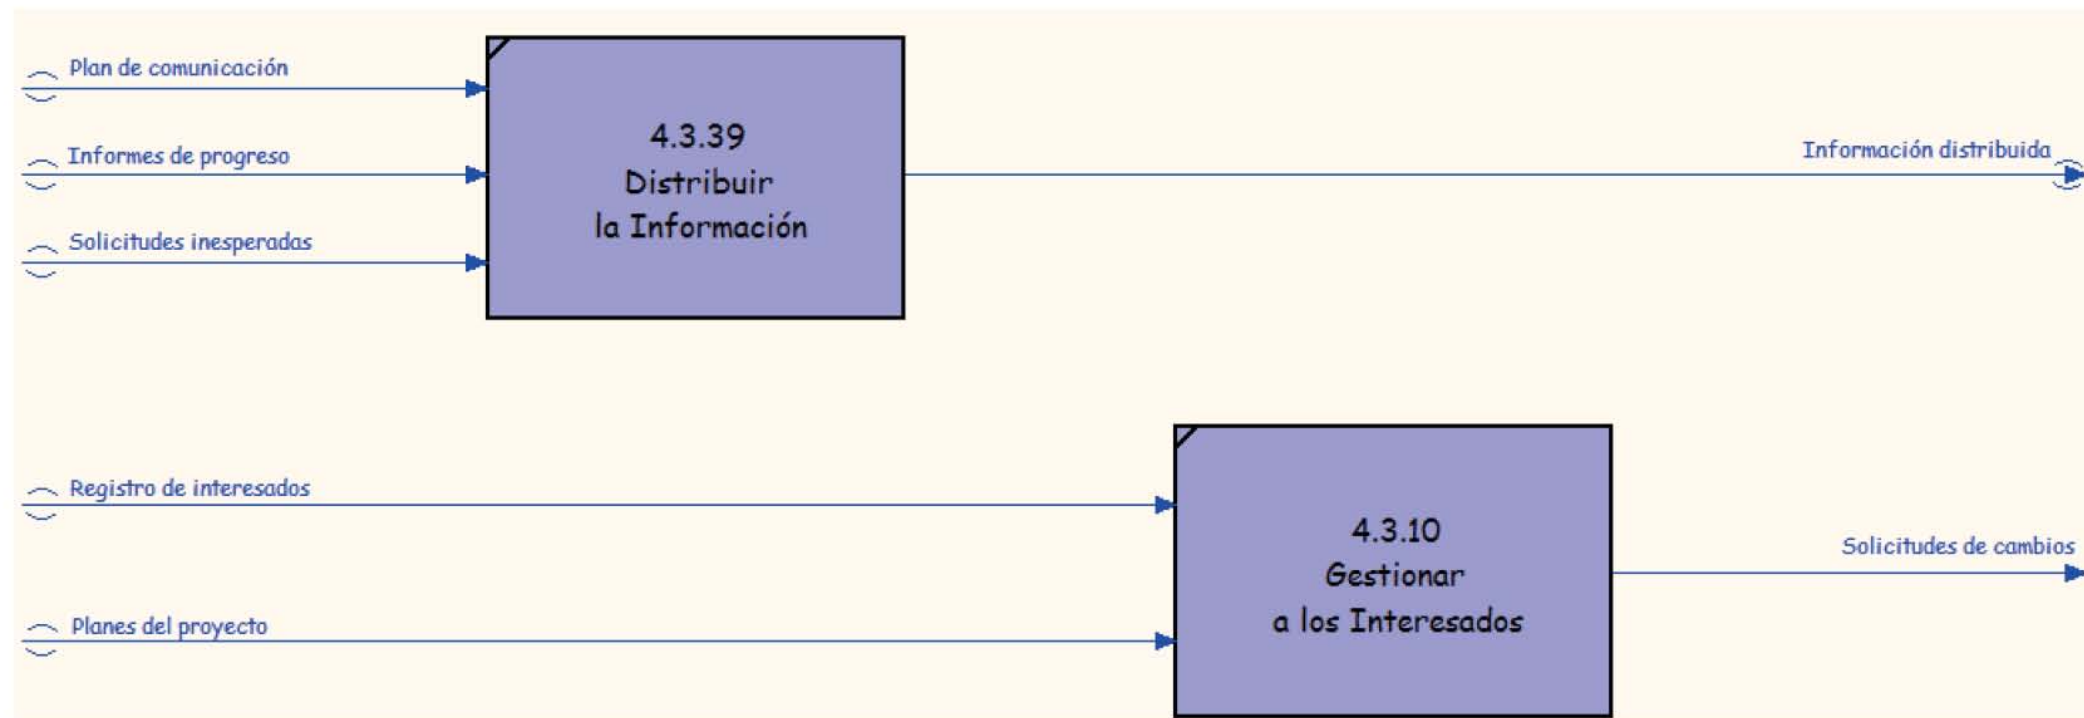 Plan de comunicación
Informes de progreso
Solicitudes inesperadas
4.3.39
Distribuir
la Información
Información distribuida
Registro de interesados
Planes del proyecto
4.3.10
Gestionar
a los Interesados
Solicitudes de cambios